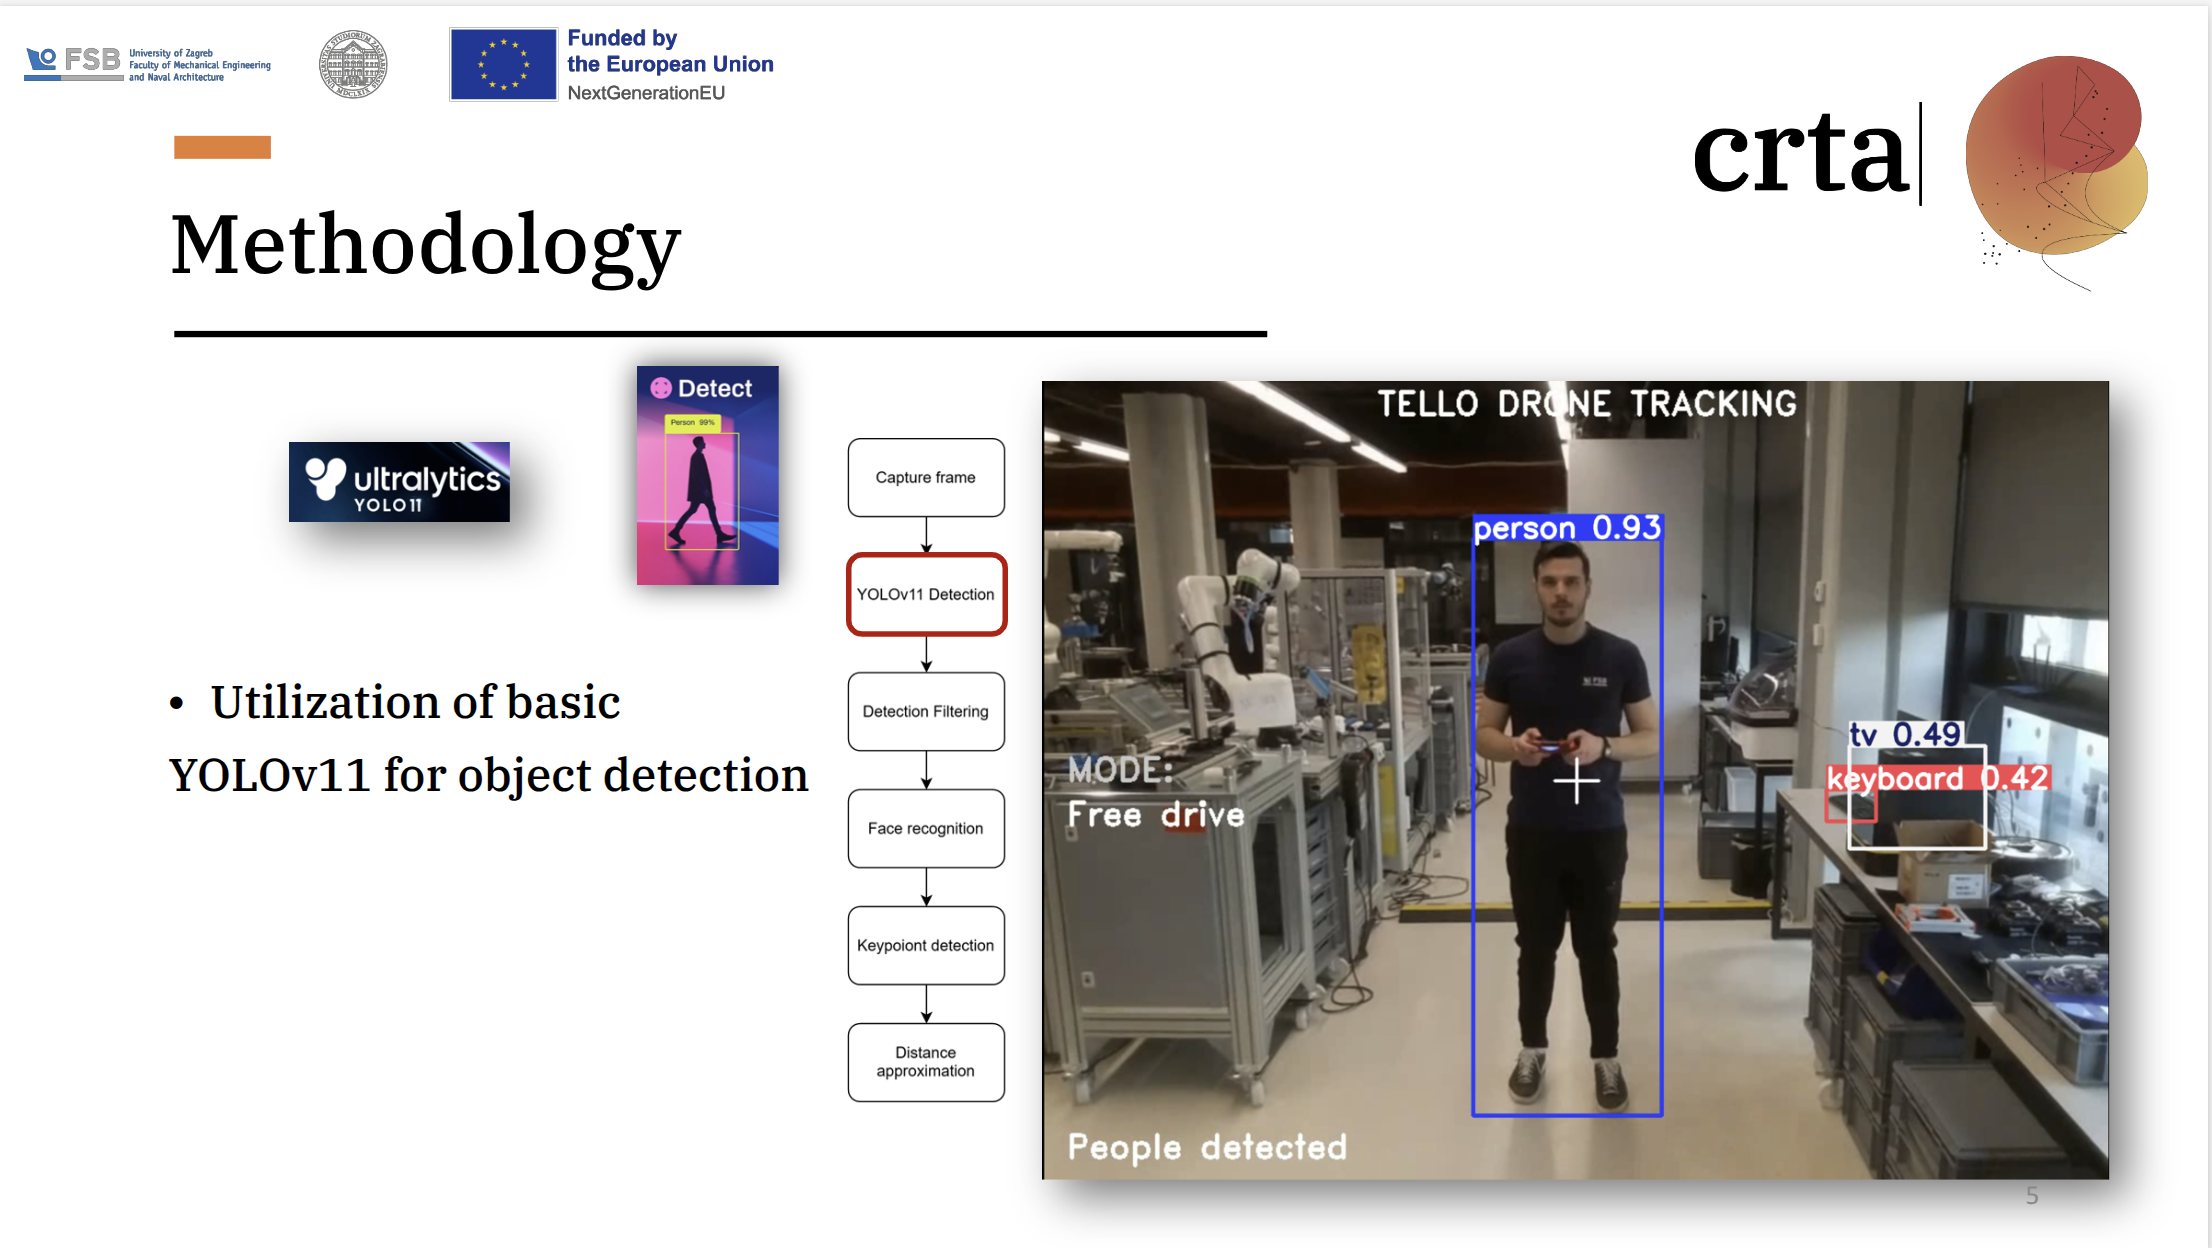 FSB
University of Zagreb
Faculty of Mechanical Engineering
and Naval Architecture
Funded by
the European Union
NextGenerationEU
crta
Methodology
ultralytics
YOLO11
Detect
Person 99%
• Utilization of basic
YOLOv11 for object detection
Capture frame
YOLOv11 Detection
Detection Filtering
Face recognition
Keypoiont detection
Distance
approximation
TELLO DRONE TRACKING
person 0.93
FSB
tv 0.49
keyboard 0.42
MODE:
Free drive
People detected
5